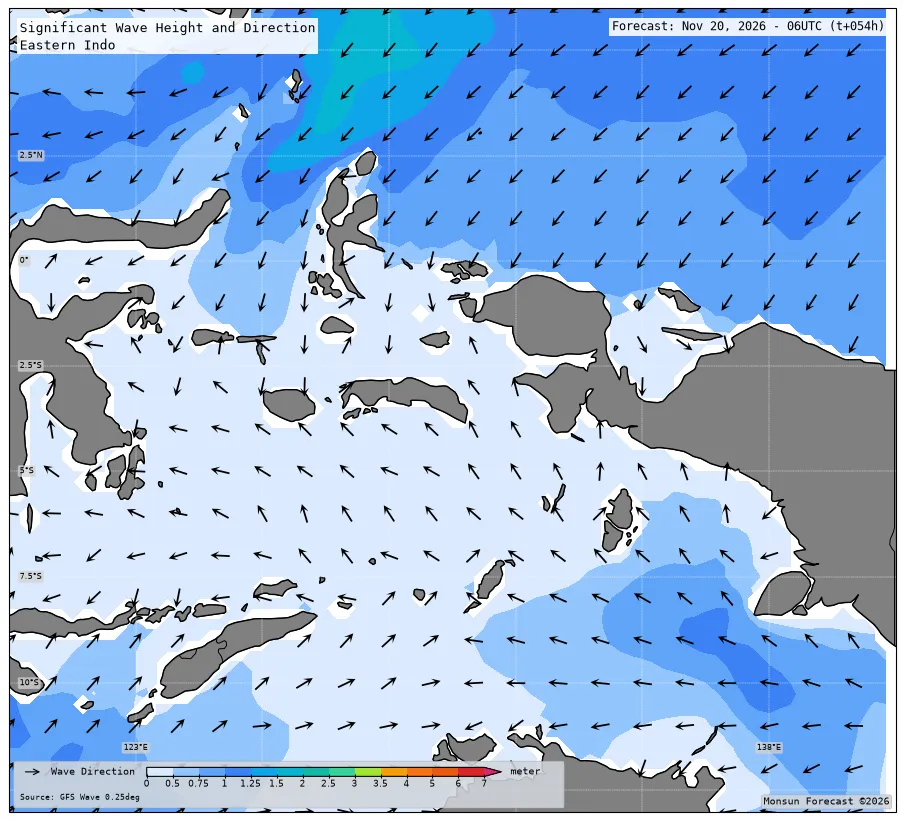 Significant Wave Height and Direction
Eastern Indo
Forecast: Nov 20, 2026 - 06UTC (t+054h)
2.5°N
0°
2.5°S
5°S
7.5°S
10°S
123°E
138°E
Wave Direction
meter
0 0.5 0.75 1 1.25 1.5 2 2.5 3 3.5 4 5 6 7
Source: GFS Wave 0.25deg
Monsun Forecast ©2026